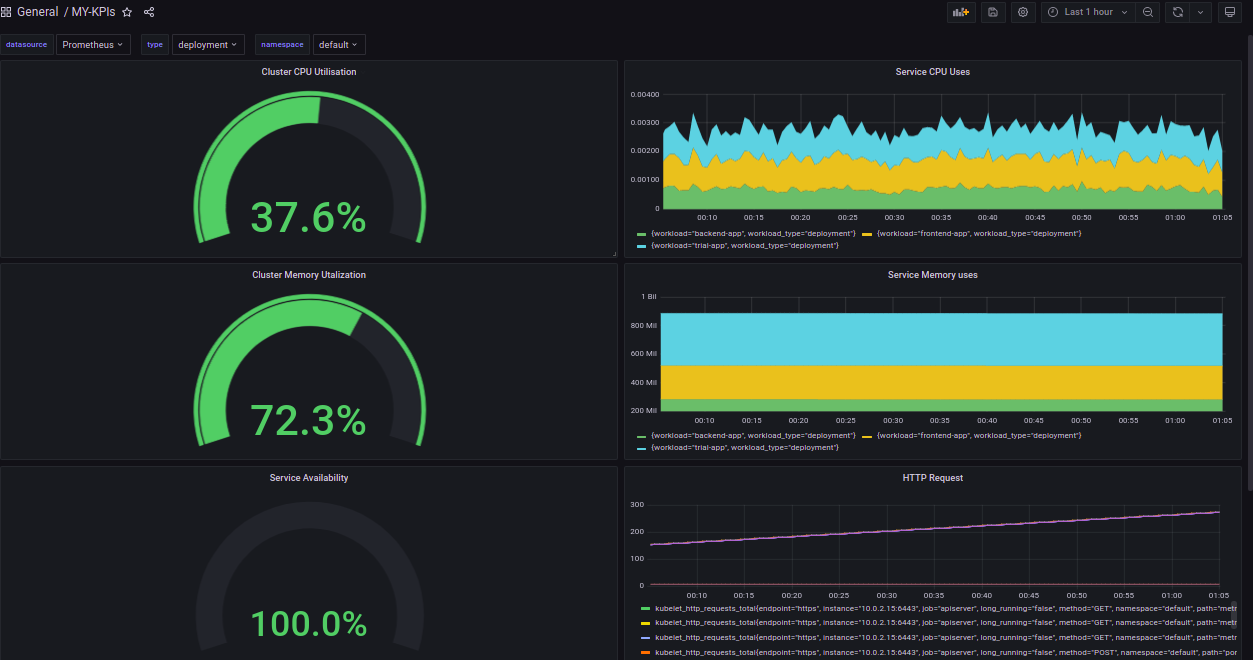 General / MY-KPIs
Last 1 hour
datasource Prometheus type deployment namespace default
Cluster CPU Utilisation
37.6%
Service CPU Uses
0.00400
0.00300
0.00200
0.00100
0
00:10 00:15 00:20 00:25 00:30 00:35 00:40 00:45 00:50 00:55 01:00 01:05
{workload="backend-app", workload_type="deployment"} {workload="frontend-app", workload_type="deployment"}
{workload="trial-app", workload_type="deployment"}
Cluster Memory Utalization
72.3%
Service Memory uses
1 Bil
800 Mil
600 Mil
400 Mil
200 Mil
00:10 00:15 00:20 00:25 00:30 00:35 00:40 00:45 00:50 00:55 01:00 01:05
{workload="backend-app", workload_type="deployment"} {workload="frontend-app", workload_type="deployment"}
{workload="trial-app", workload_type="deployment"}
Service Availability
100.0%
HTTP Request
300
200
100
0
00:10 00:15 00:20 00:25 00:30 00:35 00:40 00:45 00:50 00:55 01:00 01:05
kubelet_http_requests_total{endpoint="https", instance="10.0.2.15:6443", job="apiserver", long_running="false", method="GET", namespace="default", path="metr
kubelet_http_requests_total{endpoint="https", instance="10.0.2.15:6443", job="apiserver", long_running="false", method="GET", namespace="default", path="metr
kubelet_http_requests_total{endpoint="https", instance="10.0.2.15:6443", job="apiserver", long_running="false", method="GET", namespace="default", path="metr
kubelet_http_requests_total{endpoint="https", instance="10.0.2.15:6443", job="apiserver", long_running="false", method="POST", namespace="default", path="por